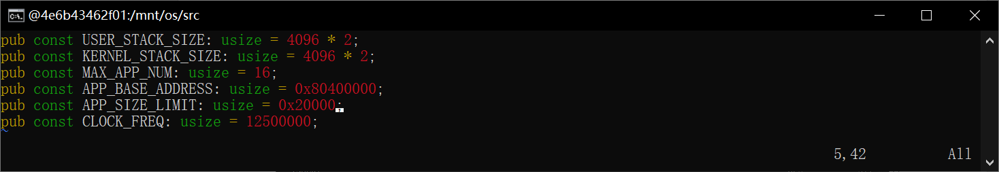 @4e6b43462f01:/mnt/os/src
pub const USER_STACK_SIZE: usize = 4096 * 2;
pub const KERNEL_STACK_SIZE: usize = 4096 * 2;
pub const MAX_APP_NUM: usize = 16;
pub const APP_BASE_ADDRESS: usize = 0x80400000;
pub const APP_SIZE_LIMIT: usize = 0x20000;
pub const CLOCK_FREQ: usize = 12500000;
~
5,42 All